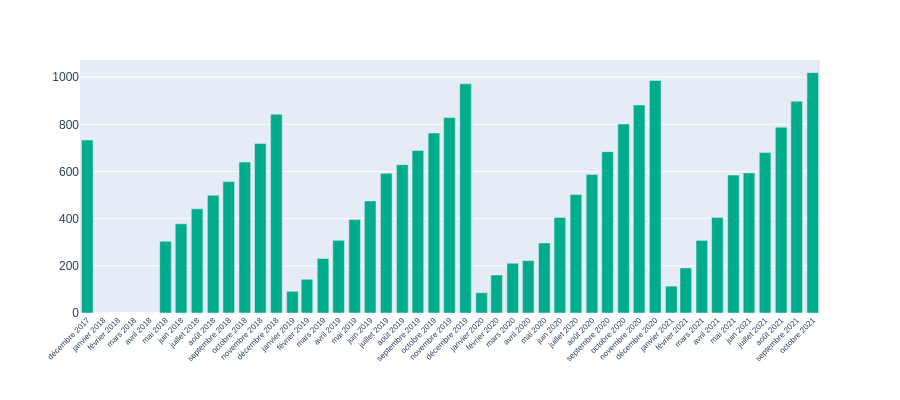 1000
800
600
400
200
0
décembre 2017
janvier 2018
février 2018
mars 2018
avril 2018
mai 2018
juin 2018
juillet 2018
août 2018
septembre 2018
octobre 2018
novembre 2018
décembre 2018
janvier 2019
février 2019
mars 2019
avril 2019
mai 2019
juin 2019
juillet 2019
août 2019
septembre 2019
octobre 2019
novembre 2019
décembre 2019
janvier 2020
février 2020
mars 2020
avril 2020
mai 2020
juin 2020
juillet 2020
août 2020
septembre 2020
octobre 2020
novembre 2020
décembre 2020
janvier 2021
février 2021
mars 2021
avril 2021
mai 2021
juin 2021
juillet 2021
août 2021
septembre 2021
octobre 2021